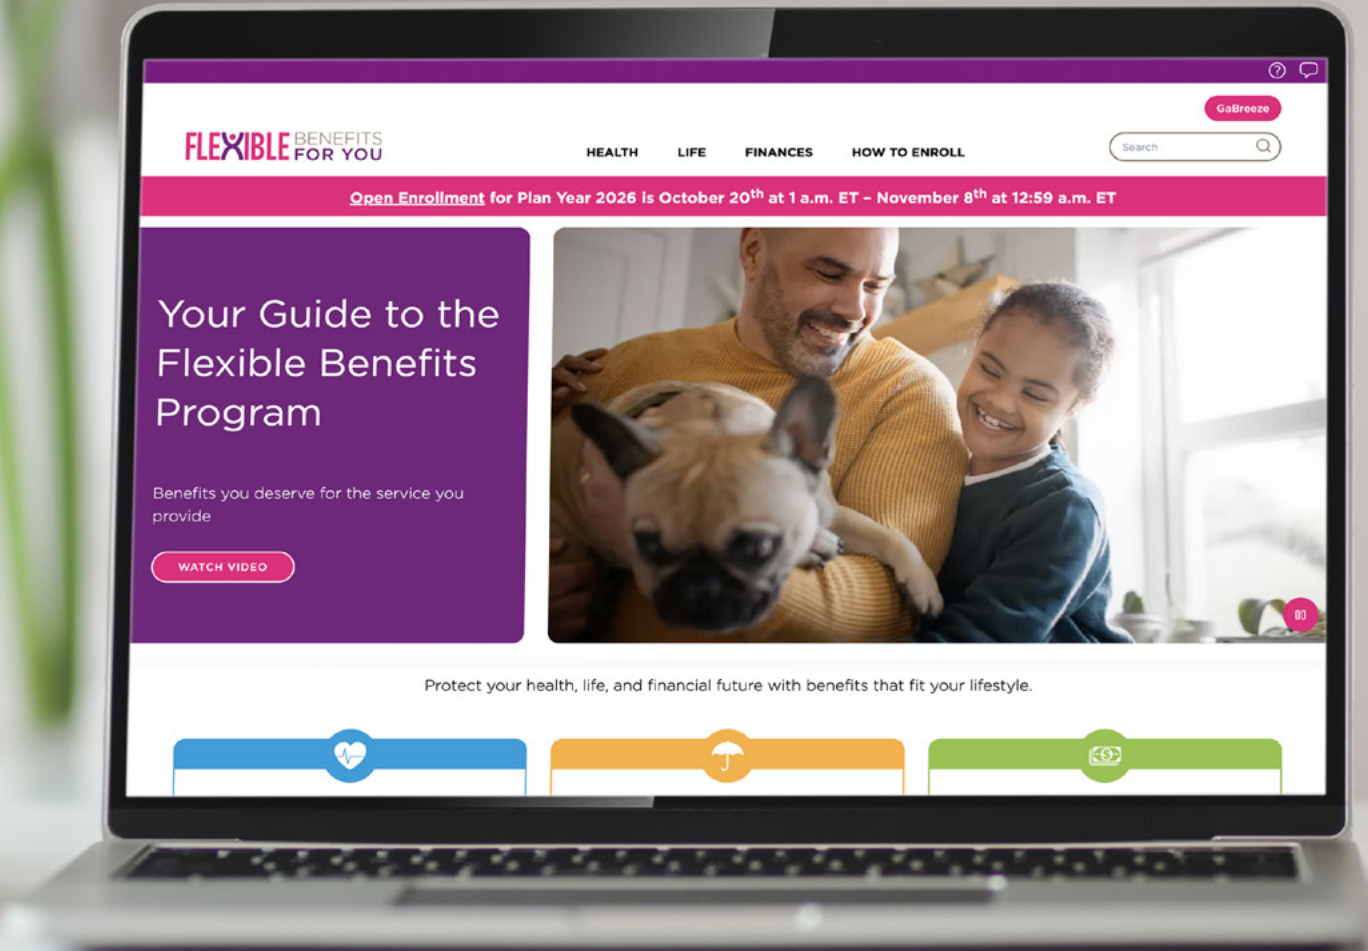 GaBreeze
FLEXIBLE BENEFITS FOR YOU
HEALTH LIFE FINANCES HOW TO ENROLL
Search
Open Enrollment for Plan Year 2026 is October 20th at 1 a.m. ET – November 8th at 12:59 a.m. ET
Your Guide to the
Flexible Benefits
Program
Benefits you deserve for the service you
provide
WATCH VIDEO
Protect your health, life, and financial future with benefits that fit your lifestyle.